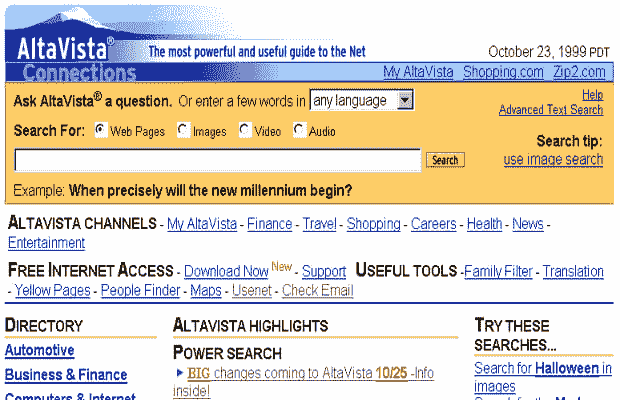 AltaVista® The most powerful and useful guide to the Net October 23, 1999 PDT
Connections My AltaVista Shopping.com Zip2.com
Ask AltaVista® a question. Or enter a few words in any language Help
Advanced Text Search
Search For: Web Pages Images Video Audio
Search tip:
Search use image search
Example: When precisely will the new millennium begin?
ALTAVISTA CHANNELS - My AltaVista - Finance - Travel - Shopping - Careers - Health - News -
Entertainment
FREE INTERNET ACCESS - Download Now New - Support USEFUL TOOLS -Family Filter - Translation
- Yellow Pages - People Finder - Maps - Usenet - Check Email
DIRECTORY
Automotive
Business & Finance
Computers & Internet
ALTAVISTA HIGHLIGHTS
POWER SEARCH
BIG changes coming to AltaVista 10/25 -Info
inside!
TRY THESE
SEARCHES...
Search for Halloween in
images